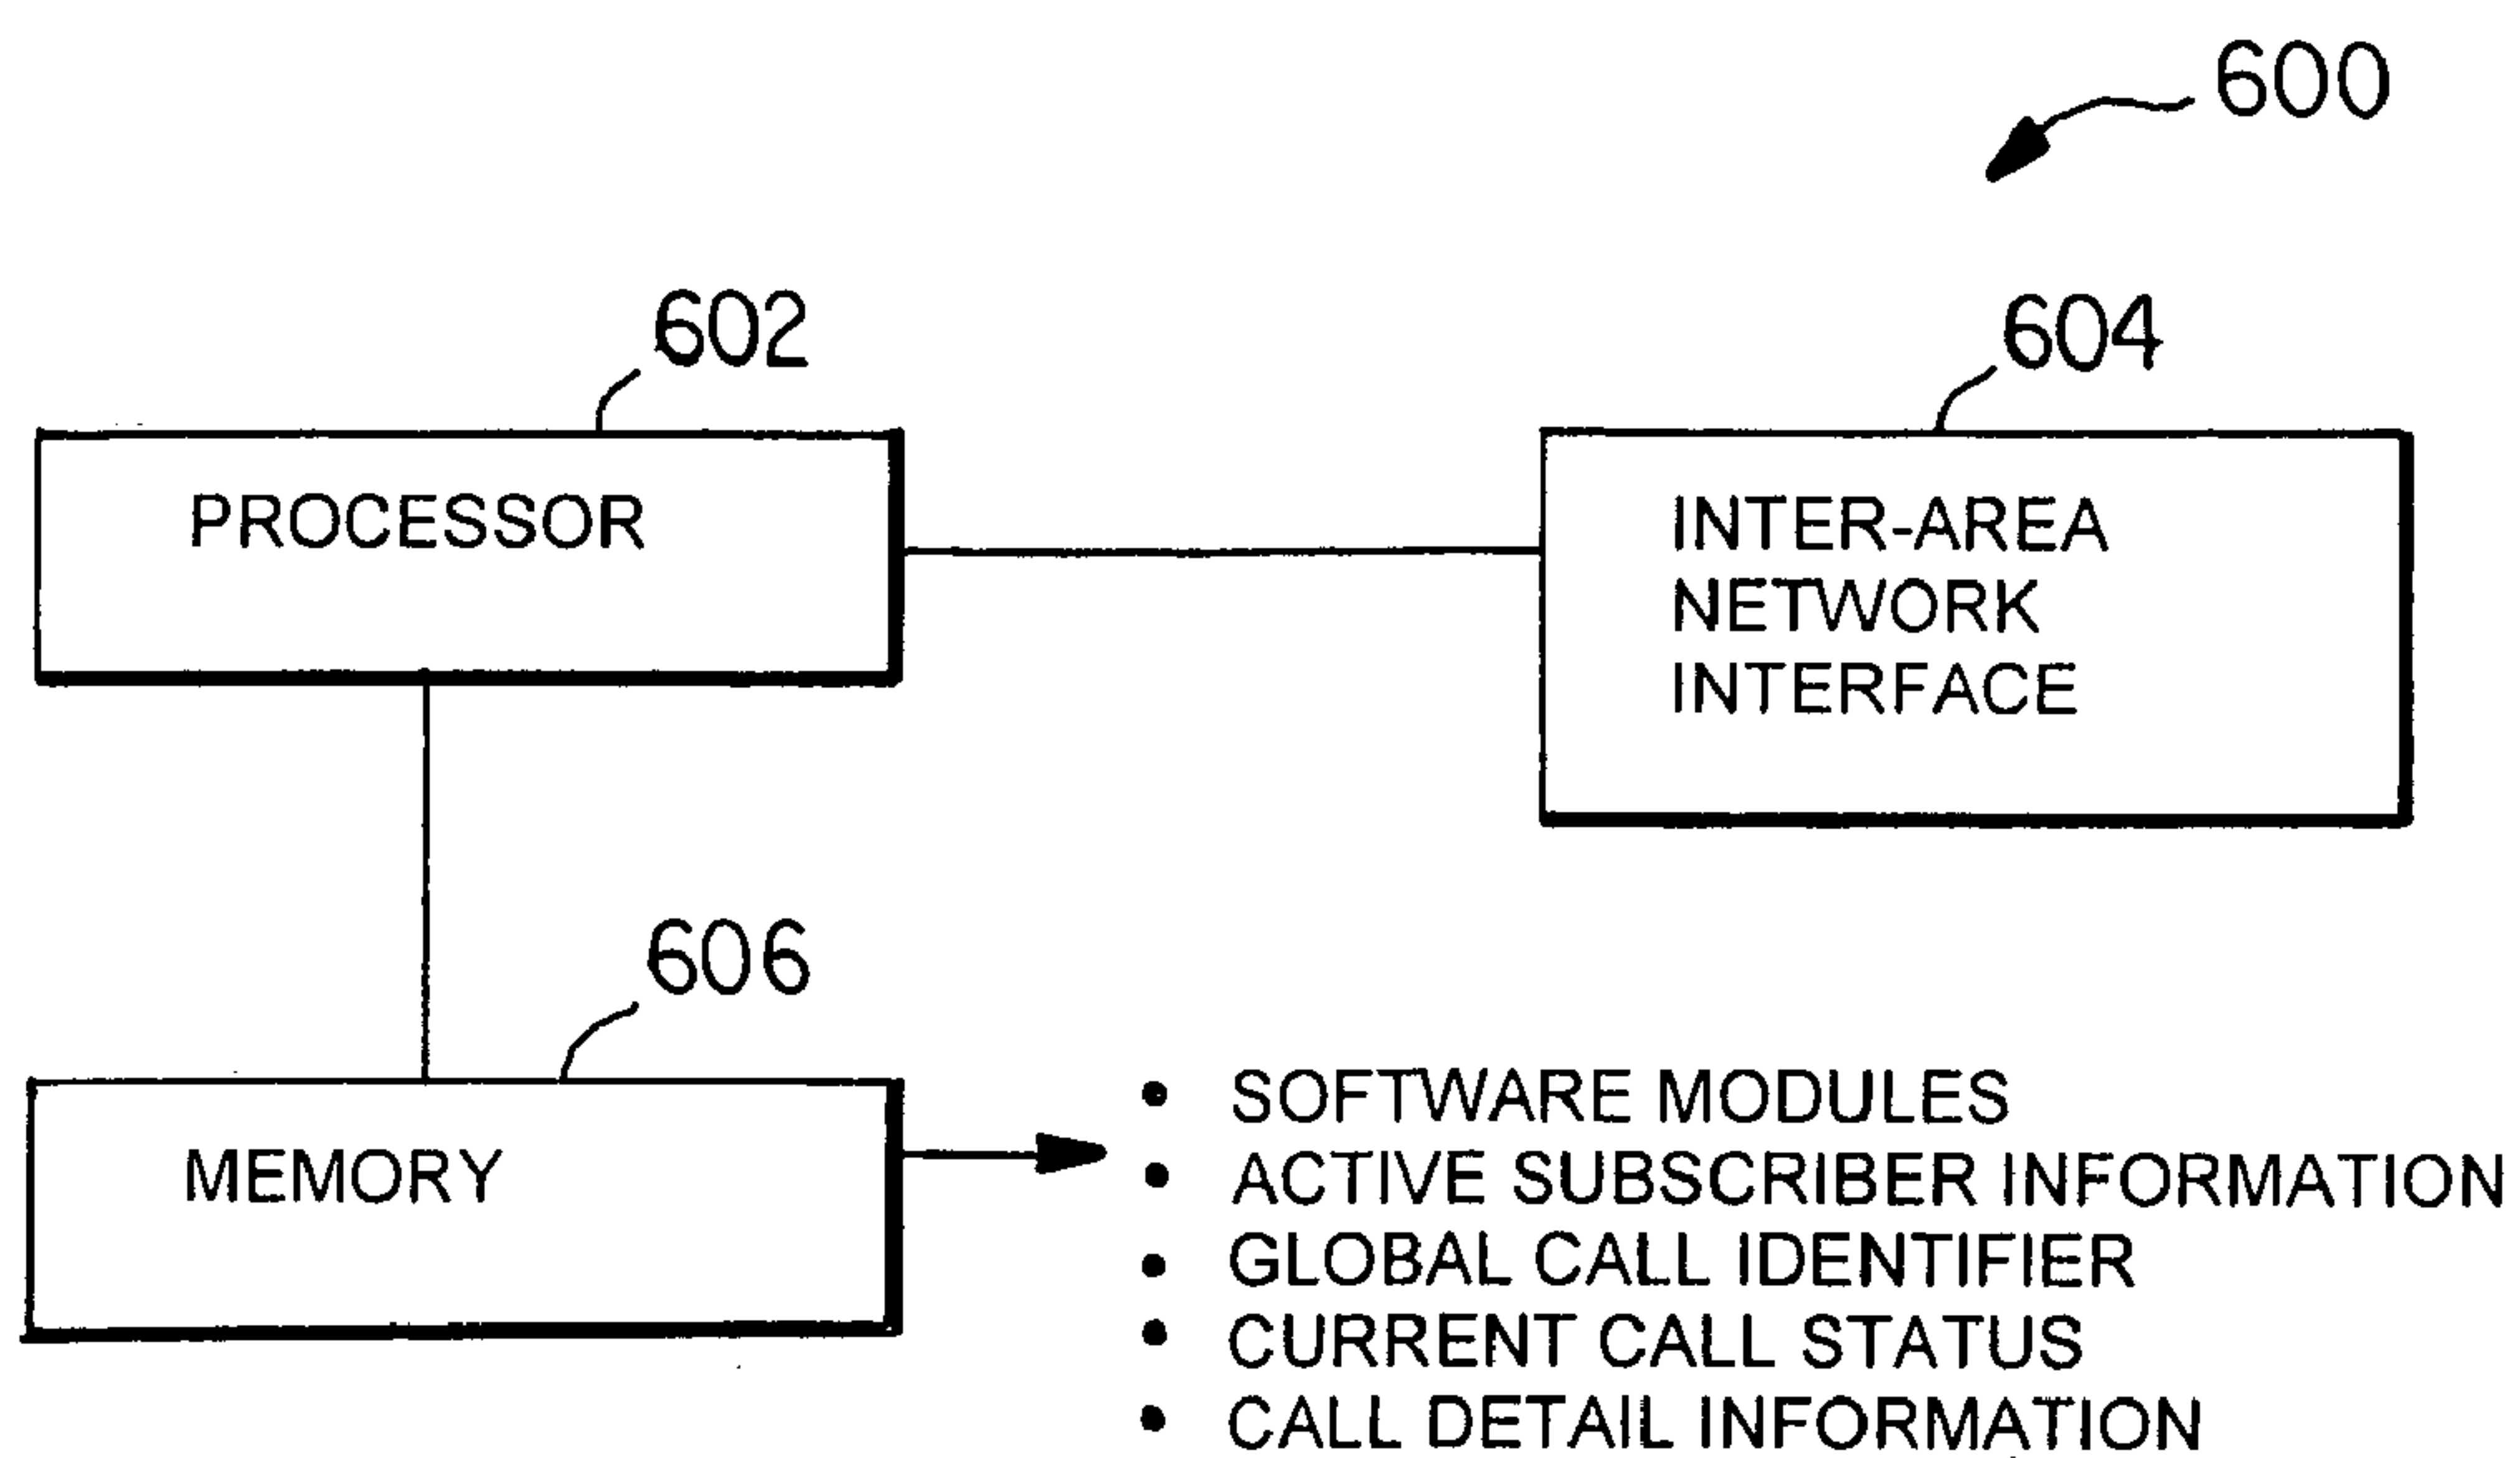 600
602
604
PROCESSOR
INTER-AREA
NETWORK
INTERFACE
606
MEMORY
• SOFTWARE MODULES
• ACTIVE SUBSCRIBER INFORMATION
• GLOBAL CALL IDENTIFIER
• CURRENT CALL STATUS
• CALL DETAIL INFORMATION